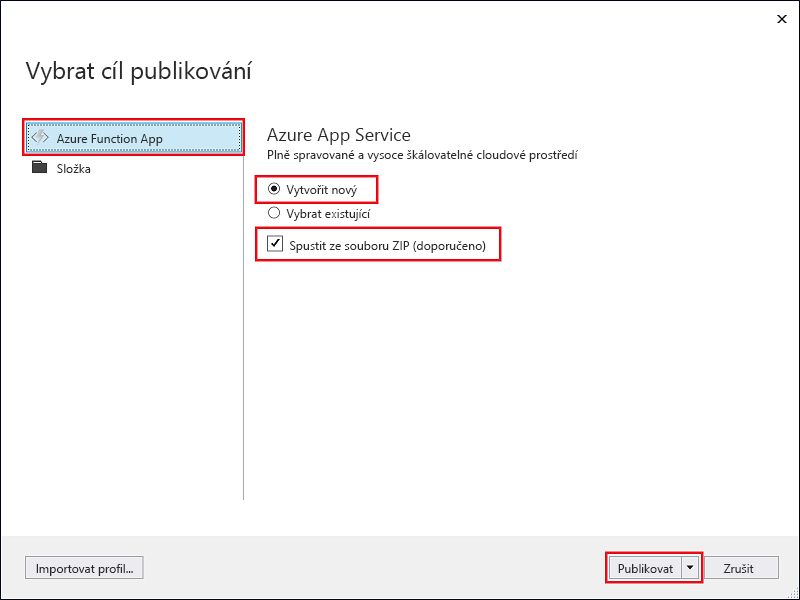 Vybrat cíl publikování
Azure Function App
Složka
Azure App Service
Plně spravované a vysoce škálovatelné cloudové prostředí
Vytvořit nový
Vybrat existující
Spustit ze souboru ZIP (doporučeno)
Importovat profil...
Publikovat
Zrušit